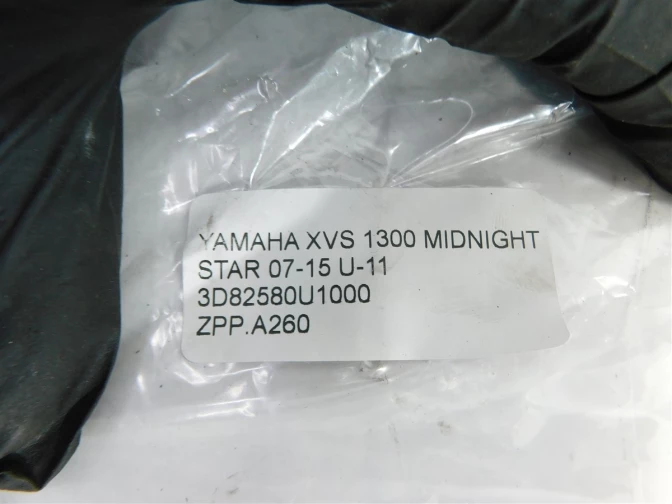 YAMAHA XVS 1300 MIDNIGHT
STAR 07-15 U-11
3D82580U1000
ZPP.A260